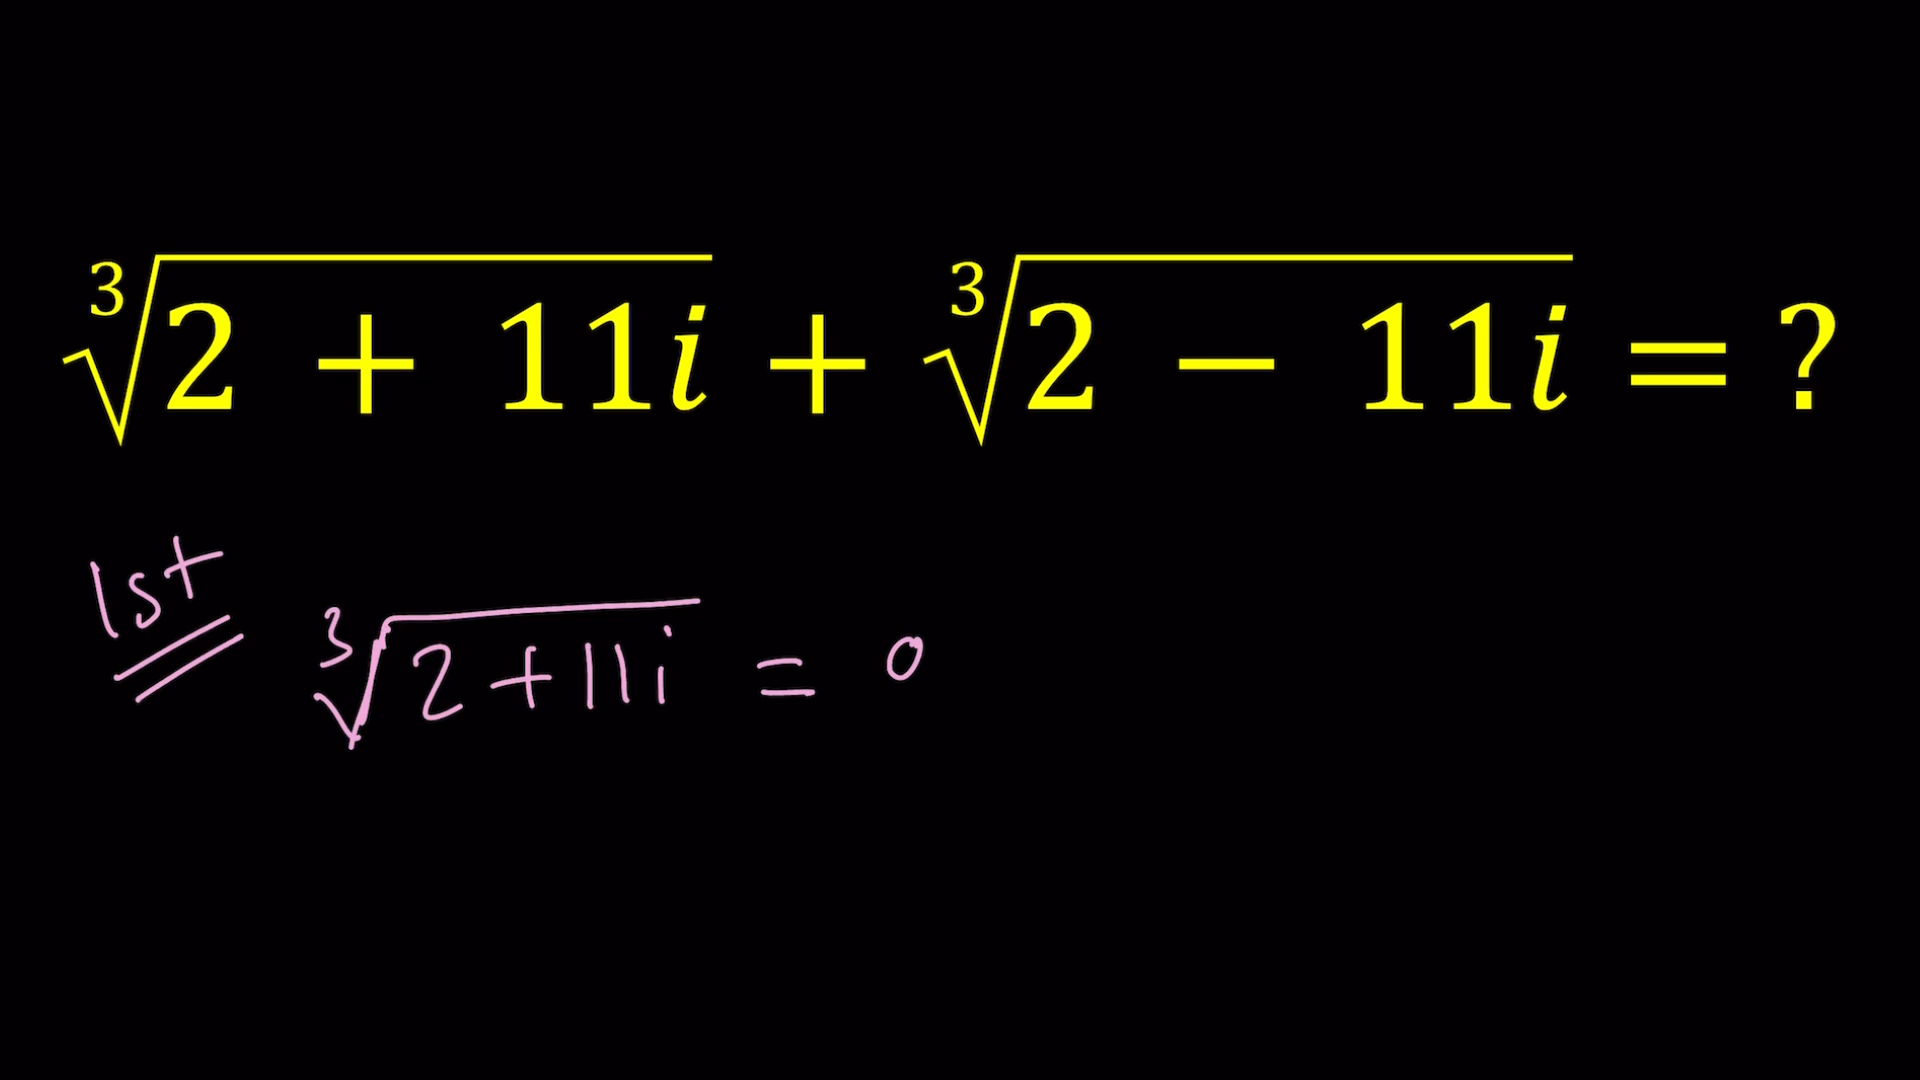 ∛(2 + 11i) + ∛(2 − 11i) = ?
1st
∛(2+11i) = o